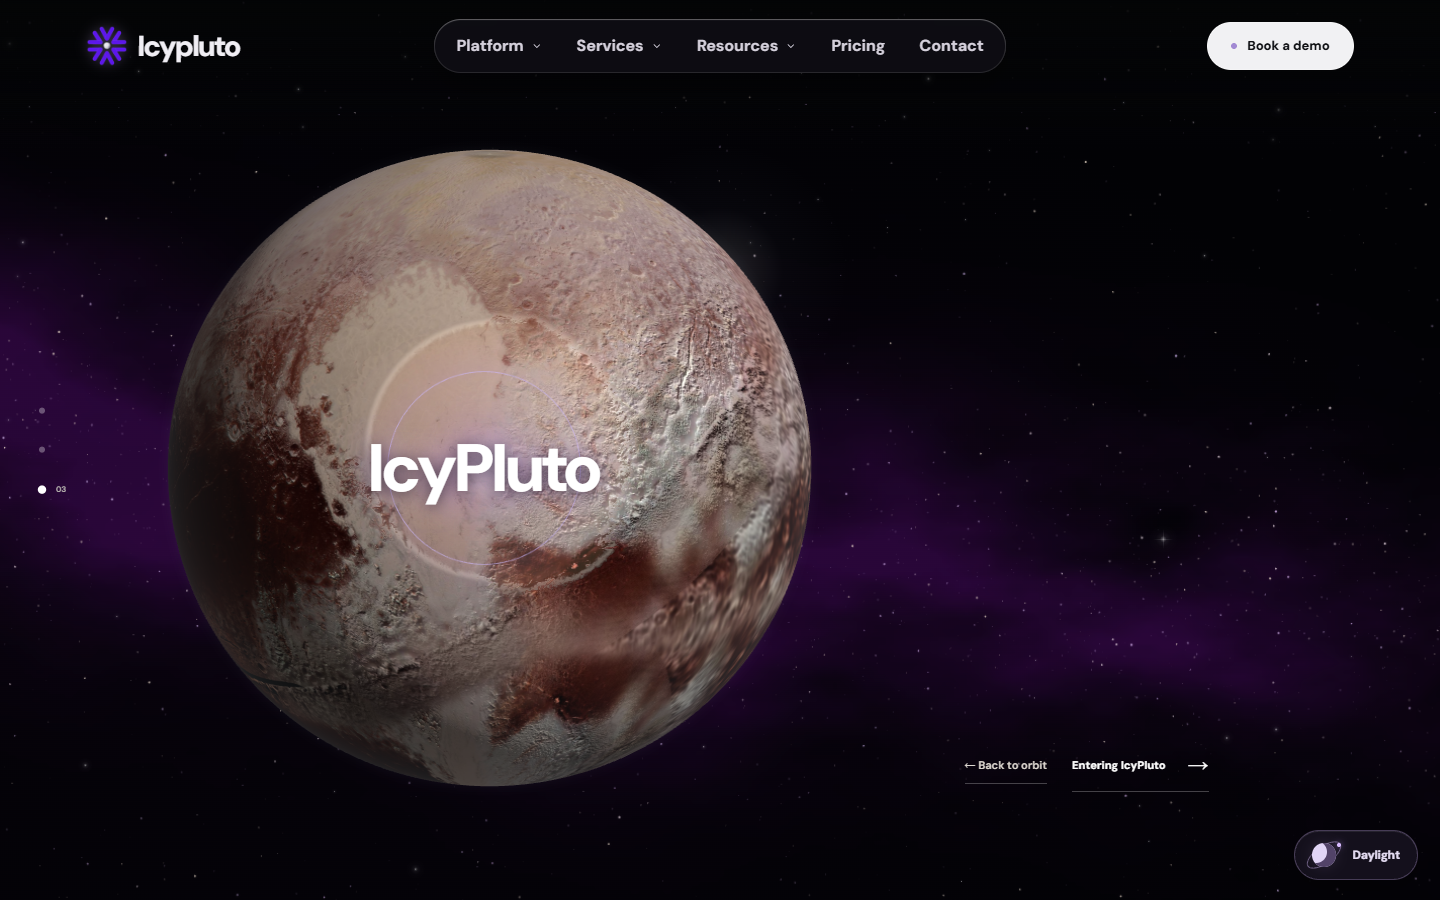 Icypluto
Platform
Services
Resources
Pricing
Contact
Book a demo
IcyPluto
03
← Back to orbit
Entering IcyPluto →
Daylight